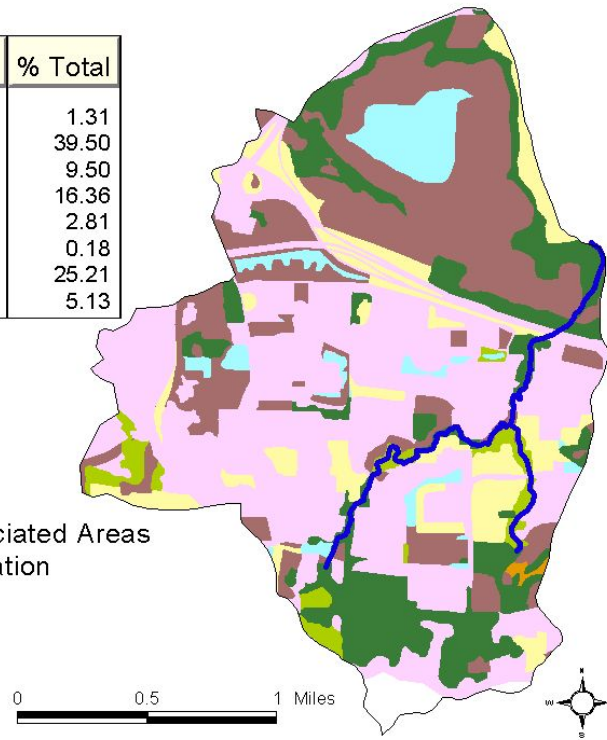 % Total
1.31
39.50
9.50
16.36
2.81
0.18
25.21
5.13
ciated Areas
ation
0 0.5 1 Miles
N
W E
S